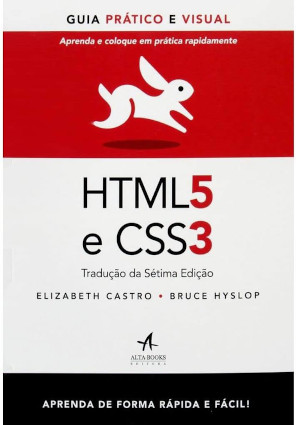 GUIA PRÁTICO E VISUAL
Aprenda e coloque em prática rapidamente
HTML5
e CSS3
Tradução da Sétima Edição
ELIZABETH CASTRO • BRUCE HYSLOP
ALTA BOOKS
EDITORA
APRENDA DE FORMA RÁPIDA E FÁCIL!